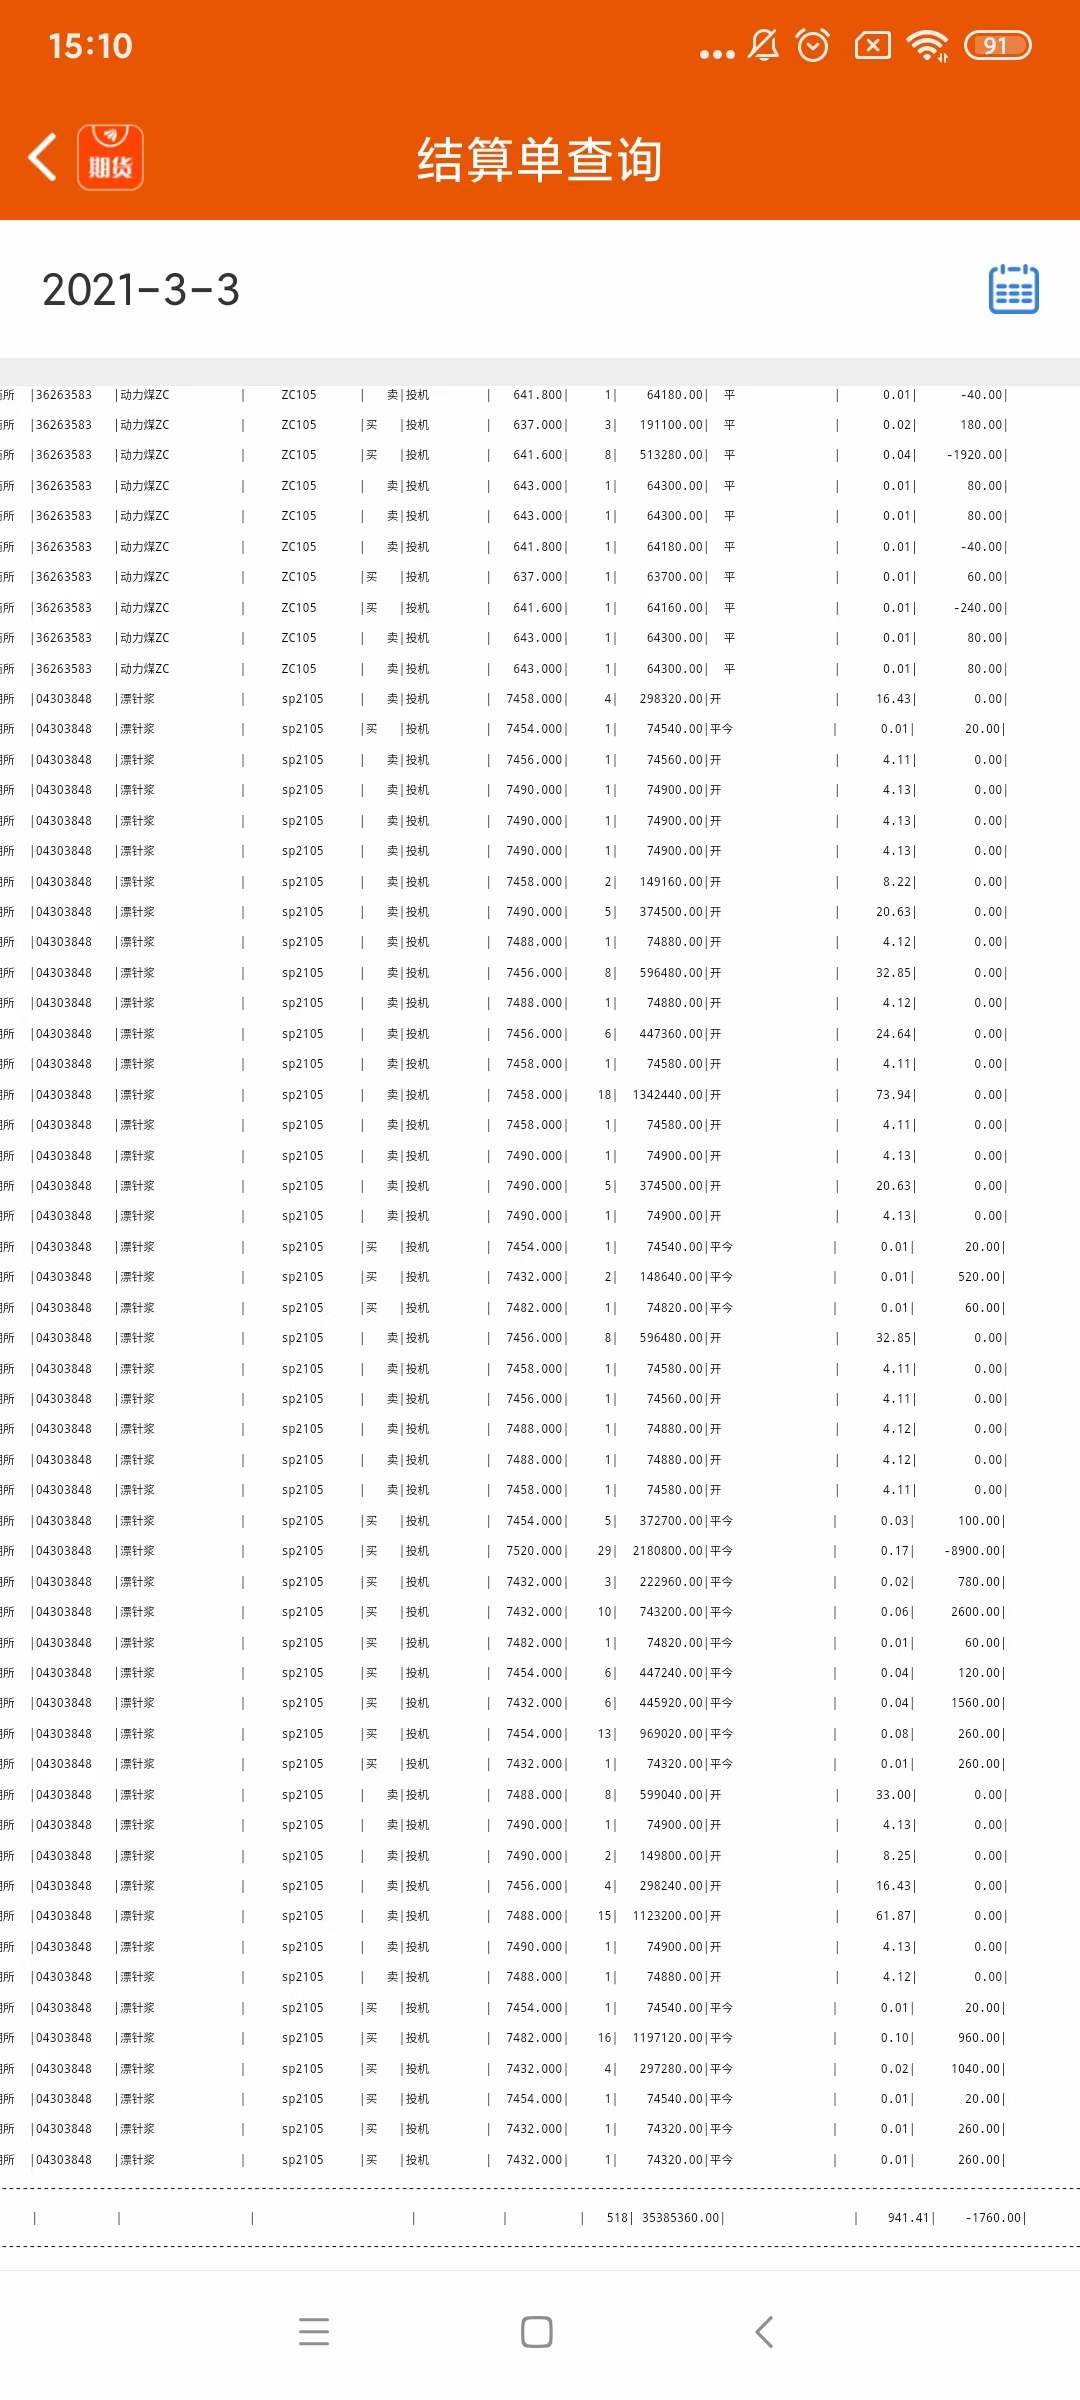 15:10
91
期货
结算单查询
2021-3-3
所 |36263583 |动力煤ZC | ZC105 | 卖|投机 | 641.800| 1| 64180.00| 平 | 0.01| -40.00|
所 |36263583 |动力煤ZC | ZC105 |买 |投机 | 637.000| 3| 191100.00| 平 | 0.02| 180.00|
所 |36263583 |动力煤ZC | ZC105 |买 |投机 | 641.600| 8| 513280.00| 平 | 0.04| -1920.00|
所 |36263583 |动力煤ZC | ZC105 | 卖|投机 | 643.000| 1| 64300.00| 平 | 0.01| 80.00|
所 |36263583 |动力煤ZC | ZC105 | 卖|投机 | 643.000| 1| 64300.00| 平 | 0.01| 80.00|
所 |36263583 |动力煤ZC | ZC105 | 卖|投机 | 641.800| 1| 64180.00| 平 | 0.01| -40.00|
所 |36263583 |动力煤ZC | ZC105 |买 |投机 | 637.000| 1| 63700.00| 平 | 0.01| 60.00|
所 |36263583 |动力煤ZC | ZC105 |买 |投机 | 641.600| 1| 64160.00| 平 | 0.01| -240.00|
所 |36263583 |动力煤ZC | ZC105 | 卖|投机 | 643.000| 1| 64300.00| 平 | 0.01| 80.00|
所 |36263583 |动力煤ZC | ZC105 | 卖|投机 | 643.000| 1| 64300.00| 平 | 0.01| 80.00|
所 |04303848 |漂针浆 | sp2105 | 卖|投机 | 7458.000| 4| 298320.00|开 | 16.43| 0.00|
所 |04303848 |漂针浆 | sp2105 |买 |投机 | 7454.000| 1| 74540.00|平今 | 0.01| 20.00|
所 |04303848 |漂针浆 | sp2105 | 卖|投机 | 7456.000| 1| 74560.00|开 | 4.11| 0.00|
所 |04303848 |漂针浆 | sp2105 | 卖|投机 | 7490.000| 1| 74900.00|开 | 4.13| 0.00|
所 |04303848 |漂针浆 | sp2105 | 卖|投机 | 7490.000| 1| 74900.00|开 | 4.13| 0.00|
所 |04303848 |漂针浆 | sp2105 | 卖|投机 | 7490.000| 1| 74900.00|开 | 4.13| 0.00|
所 |04303848 |漂针浆 | sp2105 | 卖|投机 | 7458.000| 2| 149160.00|开 | 8.22| 0.00|
所 |04303848 |漂针浆 | sp2105 | 卖|投机 | 7490.000| 5| 374500.00|开 | 20.63| 0.00|
所 |04303848 |漂针浆 | sp2105 | 卖|投机 | 7488.000| 1| 74880.00|开 | 4.12| 0.00|
所 |04303848 |漂针浆 | sp2105 | 卖|投机 | 7456.000| 8| 596480.00|开 | 32.85| 0.00|
所 |04303848 |漂针浆 | sp2105 | 卖|投机 | 7488.000| 1| 74880.00|开 | 4.12| 0.00|
所 |04303848 |漂针浆 | sp2105 | 卖|投机 | 7456.000| 6| 447360.00|开 | 24.64| 0.00|
所 |04303848 |漂针浆 | sp2105 | 卖|投机 | 7458.000| 1| 74580.00|开 | 4.11| 0.00|
所 |04303848 |漂针浆 | sp2105 | 卖|投机 | 7458.000| 18| 1342440.00|开 | 73.94| 0.00|
所 |04303848 |漂针浆 | sp2105 | 卖|投机 | 7458.000| 1| 74580.00|开 | 4.11| 0.00|
所 |04303848 |漂针浆 | sp2105 | 卖|投机 | 7490.000| 1| 74900.00|开 | 4.13| 0.00|
所 |04303848 |漂针浆 | sp2105 | 卖|投机 | 7490.000| 5| 374500.00|开 | 20.63| 0.00|
所 |04303848 |漂针浆 | sp2105 | 卖|投机 | 7490.000| 1| 74900.00|开 | 4.13| 0.00|
所 |04303848 |漂针浆 | sp2105 |买 |投机 | 7454.000| 1| 74540.00|平今 | 0.01| 20.00|
所 |04303848 |漂针浆 | sp2105 |买 |投机 | 7432.000| 2| 148640.00|平今 | 0.01| 520.00|
所 |04303848 |漂针浆 | sp2105 |买 |投机 | 7482.000| 1| 74820.00|平今 | 0.01| 60.00|
所 |04303848 |漂针浆 | sp2105 | 卖|投机 | 7456.000| 8| 596480.00|开 | 32.85| 0.00|
所 |04303848 |漂针浆 | sp2105 | 卖|投机 | 7458.000| 1| 74580.00|开 | 4.11| 0.00|
所 |04303848 |漂针浆 | sp2105 | 卖|投机 | 7456.000| 1| 74560.00|开 | 4.11| 0.00|
所 |04303848 |漂针浆 | sp2105 | 卖|投机 | 7488.000| 1| 74880.00|开 | 4.12| 0.00|
所 |04303848 |漂针浆 | sp2105 | 卖|投机 | 7488.000| 1| 74880.00|开 | 4.12| 0.00|
所 |04303848 |漂针浆 | sp2105 | 卖|投机 | 7458.000| 1| 74580.00|开 | 4.11| 0.00|
所 |04303848 |漂针浆 | sp2105 |买 |投机 | 7454.000| 5| 372700.00|平今 | 0.03| 100.00|
所 |04303848 |漂针浆 | sp2105 |买 |投机 | 7520.000| 29| 2180800.00|平今 | 0.17| -8900.00|
所 |04303848 |漂针浆 | sp2105 |买 |投机 | 7432.000| 3| 222960.00|平今 | 0.02| 780.00|
所 |04303848 |漂针浆 | sp2105 |买 |投机 | 7432.000| 10| 743200.00|平今 | 0.06| 2600.00|
所 |04303848 |漂针浆 | sp2105 |买 |投机 | 7482.000| 1| 74820.00|平今 | 0.01| 60.00|
所 |04303848 |漂针浆 | sp2105 |买 |投机 | 7454.000| 6| 447240.00|平今 | 0.04| 120.00|
所 |04303848 |漂针浆 | sp2105 |买 |投机 | 7432.000| 6| 445920.00|平今 | 0.04| 1560.00|
所 |04303848 |漂针浆 | sp2105 |买 |投机 | 7454.000| 13| 969020.00|平今 | 0.08| 260.00|
所 |04303848 |漂针浆 | sp2105 |买 |投机 | 7432.000| 1| 74320.00|平今 | 0.01| 260.00|
所 |04303848 |漂针浆 | sp2105 | 卖|投机 | 7488.000| 8| 599040.00|开 | 33.00| 0.00|
所 |04303848 |漂针浆 | sp2105 | 卖|投机 | 7490.000| 1| 74900.00|开 | 4.13| 0.00|
所 |04303848 |漂针浆 | sp2105 | 卖|投机 | 7490.000| 2| 149800.00|开 | 8.25| 0.00|
所 |04303848 |漂针浆 | sp2105 | 卖|投机 | 7456.000| 4| 298240.00|开 | 16.43| 0.00|
所 |04303848 |漂针浆 | sp2105 | 卖|投机 | 7488.000| 15| 1123200.00|开 | 61.87| 0.00|
所 |04303848 |漂针浆 | sp2105 | 卖|投机 | 7490.000| 1| 74900.00|开 | 4.13| 0.00|
所 |04303848 |漂针浆 | sp2105 | 卖|投机 | 7488.000| 1| 74880.00|开 | 4.12| 0.00|
所 |04303848 |漂针浆 | sp2105 |买 |投机 | 7454.000| 1| 74540.00|平今 | 0.01| 20.00|
所 |04303848 |漂针浆 | sp2105 |买 |投机 | 7482.000| 16| 1197120.00|平今 | 0.10| 960.00|
所 |04303848 |漂针浆 | sp2105 |买 |投机 | 7432.000| 4| 297280.00|平今 | 0.02| 1040.00|
所 |04303848 |漂针浆 | sp2105 |买 |投机 | 7454.000| 1| 74540.00|平今 | 0.01| 20.00|
所 |04303848 |漂针浆 | sp2105 |买 |投机 | 7432.000| 1| 74320.00|平今 | 0.01| 260.00|
所 |04303848 |漂针浆 | sp2105 |买 |投机 | 7432.000| 1| 74320.00|平今 | 0.01| 260.00|
| | | | | | 518| 35385360.00| | 941.41| -1760.00|